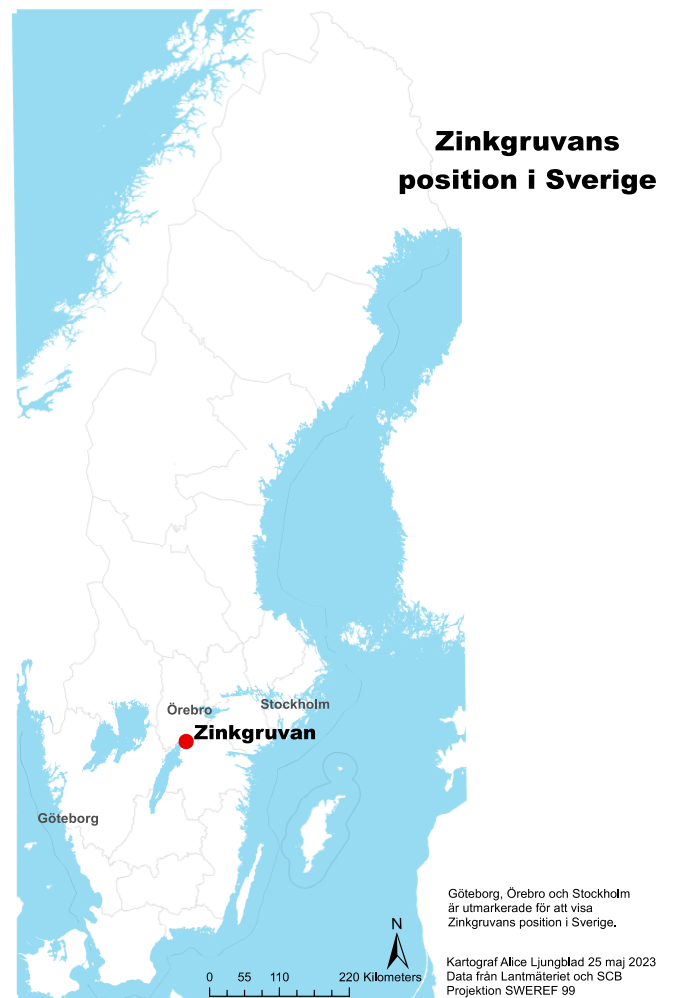 Zinkgruvans
position i Sverige
Örebro
Stockholm
Zinkgruvan
Göteborg
Göteborg, Örebro och Stockholm
är utmarkerade för att visa
Zinkgruvans position i Sverige.
N
0 55 110 220 Kilometers
Kartograf Alice Ljungblad 25 maj 2023
Data från Lantmäteriet och SCB
Projektion SWEREF 99